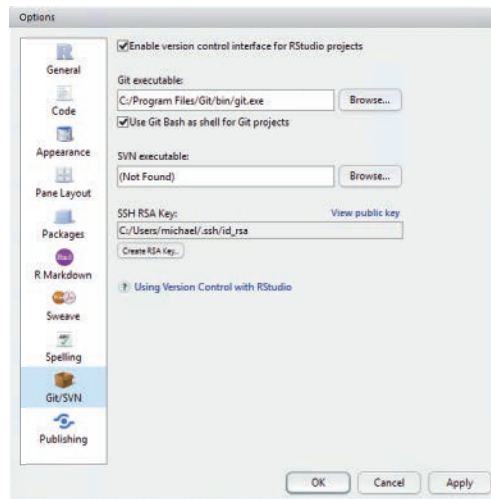 Options
General
Code
Appearance
Pane Layout
Packages
R Markdown
Sweave
Spelling
Git/SVN
Publishing
Enable version control interface for RStudio projects
Git executable:
C:/Program Files/Git/bin/git.exe
Browse...
Use Git Bash as shell for Git projects
SVN executable:
(Not Found)
Browse...
SSH RSA Key:
View public key
C:/Users/michael/.ssh/id_rsa
Create RSA Key...
? Using Version Control with RStudio
OK
Cancel
Apply